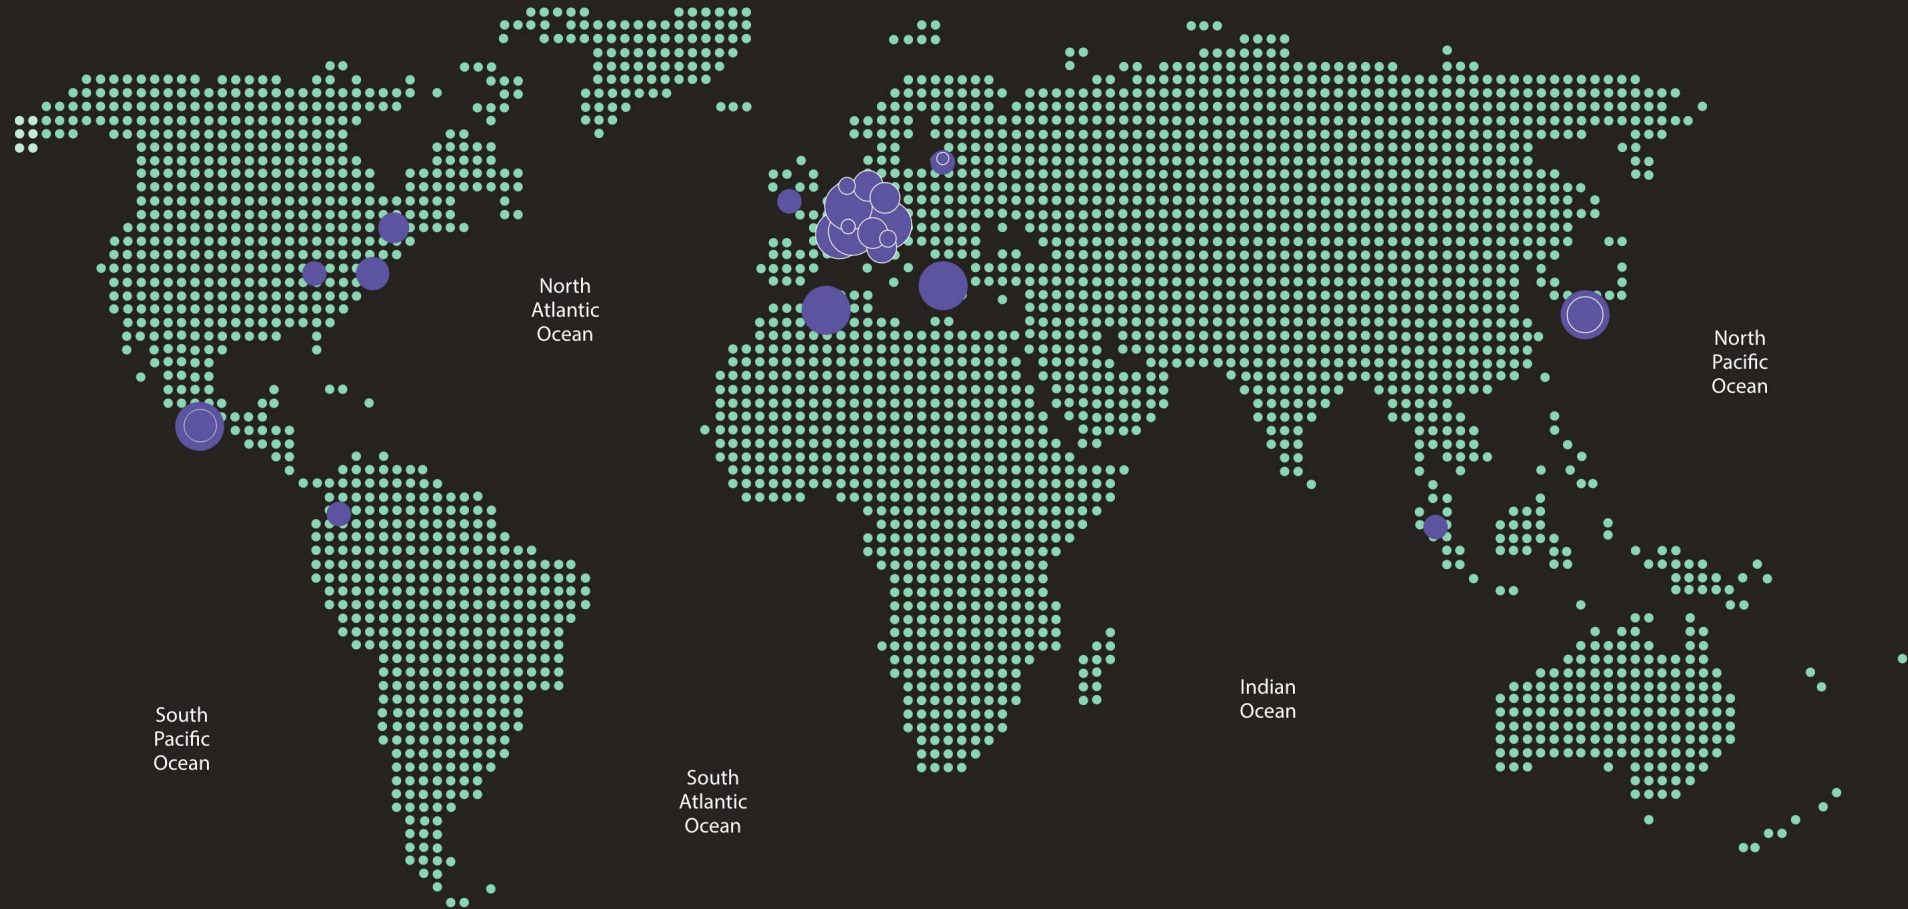 North
Atlantic
Ocean
North
Pacific
Ocean
South
Pacific
Ocean
South
Atlantic
Ocean
Indian
Ocean